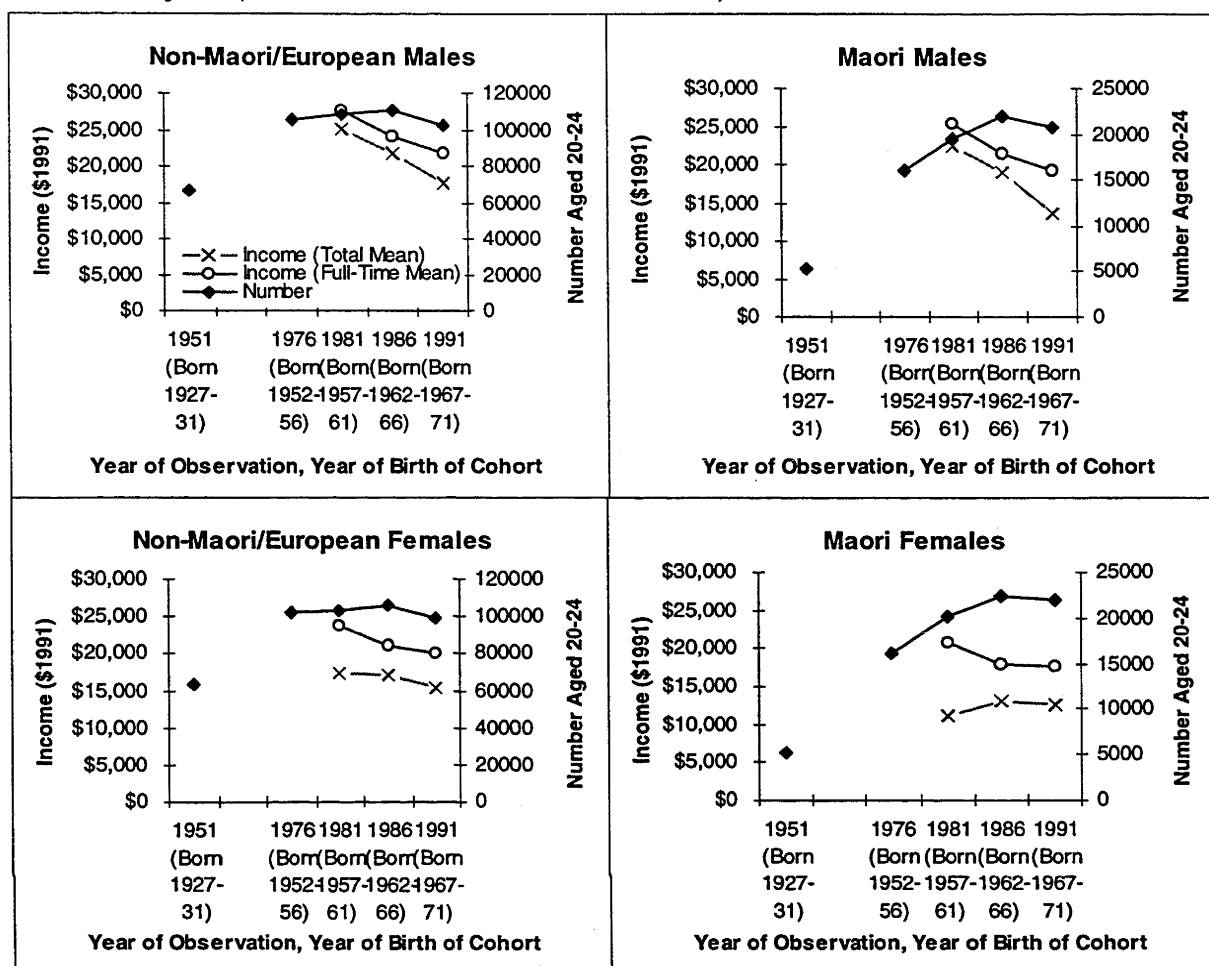 Non-Maori/European Males
Income ($1991)
$30,000
$25,000
$20,000
$15,000
$10,000
$5,000
$0
120000
100000
80000
60000
40000
20000
0
Number Aged 20-24
Income (Total Mean)
Income (Full-Time Mean)
Number
1951 1976 1981 1986 1991
(Born (Born (Born (Born (Born
1927- 1952- 1957- 1962- 1967-
31) 56) 61) 66) 71)
Year of Observation, Year of Birth of Cohort
Maori Males
Income ($1991)
$30,000
$25,000
$20,000
$15,000
$10,000
$5,000
$0
25000
20000
15000
10000
5000
0
Number Aged 20-24
1951 1976 1981 1986 1991
(Born (Born (Born (Born (Born
1927- 1952- 1957- 1962- 1967-
31) 56) 61) 66) 71)
Year of Observation, Year of Birth of Cohort
Non-Maori/European Females
Income ($1991)
$30,000
$25,000
$20,000
$15,000
$10,000
$5,000
$0
120000
100000
80000
60000
40000
20000
0
Number Aged 20-24
1951 1976 1981 1986 1991
(Born (Born (Born (Born (Born
1927- 1952- 1957- 1962- 1967-
31) 56) 61) 66) 71)
Year of Observation, Year of Birth of Cohort
Maori Females
Income ($1991)
$30,000
$25,000
$20,000
$15,000
$10,000
$5,000
$0
25000
20000
15000
10000
5000
0
Number Aged 20-24
1951 1976 1981 1986 1991
(Born (Born (Born (Born (Born
1927- 1952- 1957- 1962- 1967-
31) 56) 61) 66) 71)
Year of Observation, Year of Birth of Cohort